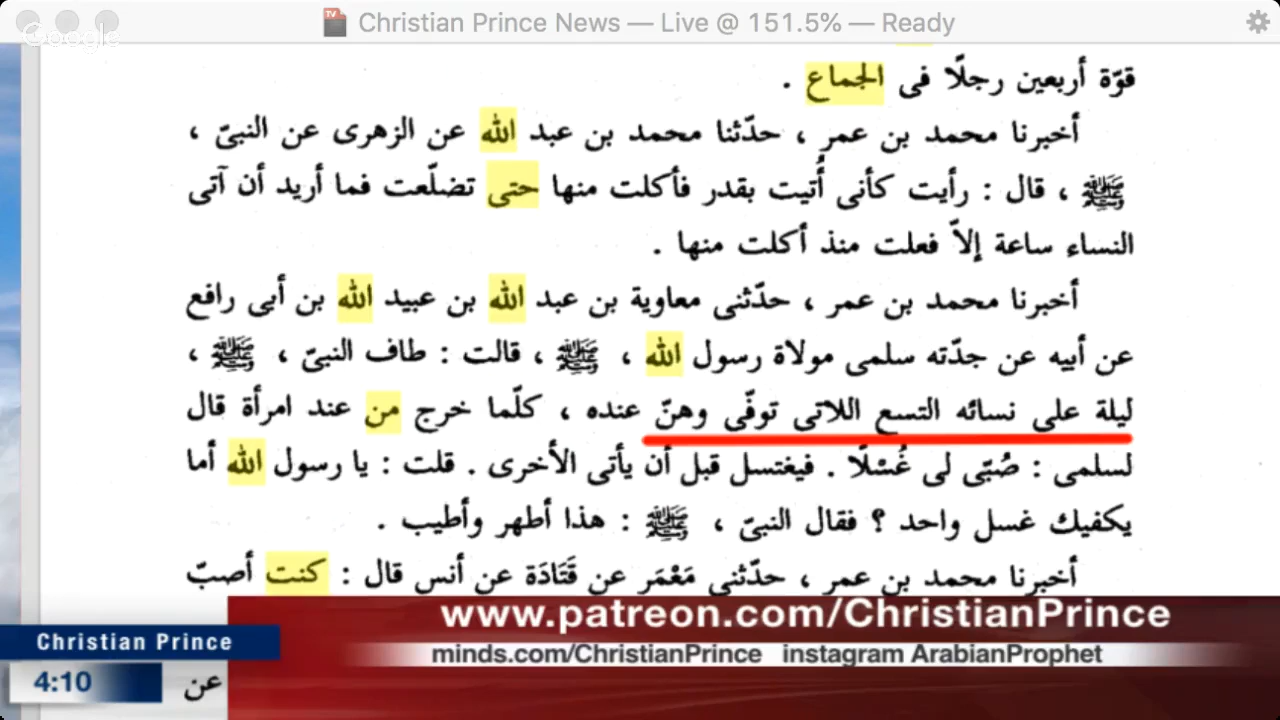 Christian Prince News — Live @ 151.5% — Ready
Google
قوّة أربعين رجلًا فى الجماع .
أخبرنا محمد بن عمر ، حدّثنا محمد بن عبد الله عن الزهرى عن النبىّ ،
ﷺ ، قال : رأيت كأنى أُتيت بقدر فأكلت منها حتى تضلّعت فما أريد أن آتى
النساء ساعة إلاّ فعلت منذ أكلت منها .
أخبرنا محمد بن عمر ، حدّثنى معاوية بن عبد الله بن عبيد الله بن أبى رافع
عن أبيه عن جدّته سلمى مولاة رسول الله ، ﷺ ، قالت : طاف النبىّ ، ﷺ ،
ليلة على نسائه التسع اللاتى توفّى وهنّ عنده ، كلّما خرج من عند امرأة قال
لسلمى : صُبّى لى غُسْلًا . فيغتسل قبل أن يأتى الأخرى . قلت : يا رسول الله أما
يكفيك غسل واحد ؟ فقال النبىّ ، ﷺ : هذا أطهر وأطيب .
أخبرنا محمد بن عمر ، حدّثنى مَعْمَر عن قَتَادَة عن أنس قال : كنت أصبّ
www.patreon.com/ChristianPrince
Christian Prince
minds.com/ChristianPrince instagram ArabianProphet
4:10
عن